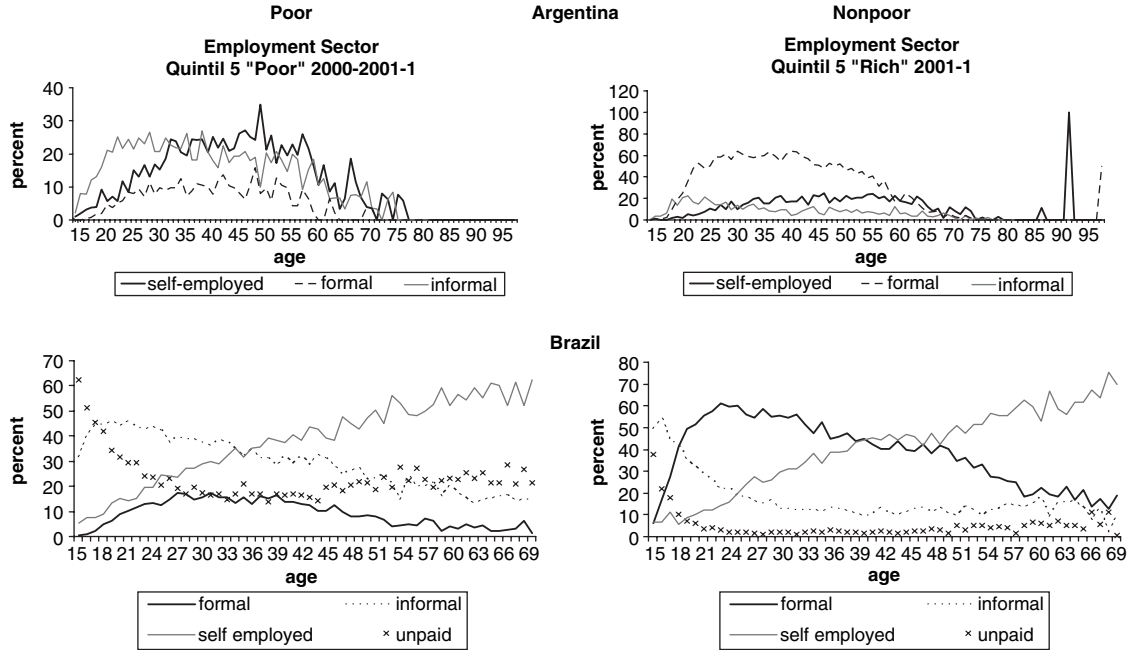 Poor
Argentina
Nonpoor
Employment Sector
Quintil 5 "Poor" 2000-2001-1
40
30
20
10
0
percent
15 20 25 30 35 40 45 50 55 60 65 70 75 80 85 90 95
age
self-employed formal informal
Employment Sector
Quintil 5 "Rich" 2001-1
120
100
80
60
40
20
0
percent
15 20 25 30 35 40 45 50 55 60 65 70 75 80 85 90 95
age
self-employed formal informal
Brazil
70
60
50
40
30
20
10
0
percent
15 18 21 24 27 30 33 36 39 42 45 48 51 54 57 60 63 66 69
age
formal informal
self employed unpaid
80
70
60
50
40
30
20
10
0
percent
15 18 21 24 27 30 33 36 39 42 45 48 51 54 57 60 63 66 69
age
formal informal
self employed unpaid